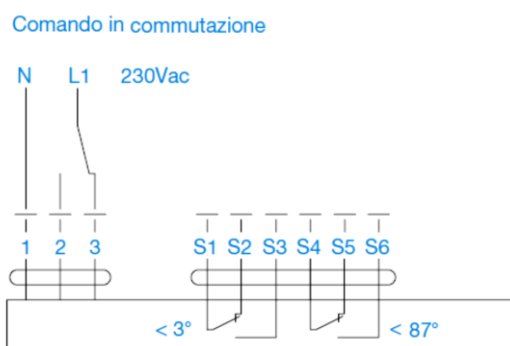 Comando in commutazione
N L1 230Vac
1 2 3 S1 S2 S3 S4 S5 S6
< 3° < 87°